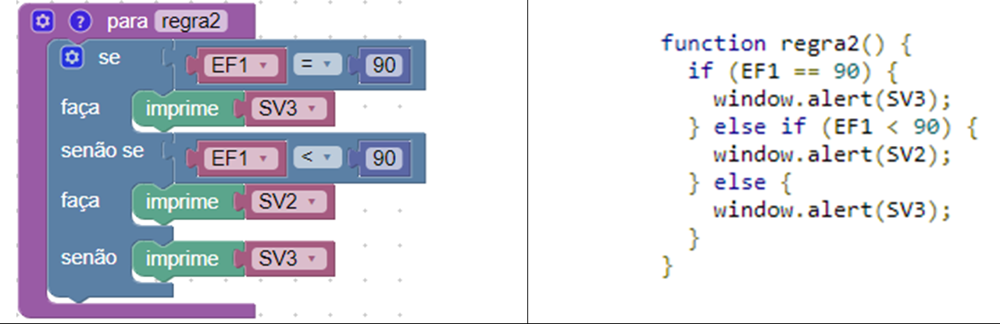 ? para regra2
se EF1 = 90
faça imprime SV3
senão se EF1 < 90
faça imprime SV2
senão imprime SV3
function regra2() {
if (EF1 == 90) {
window.alert(SV3);
} else if (EF1 < 90) {
window.alert(SV2);
} else {
window.alert(SV3);
}
}